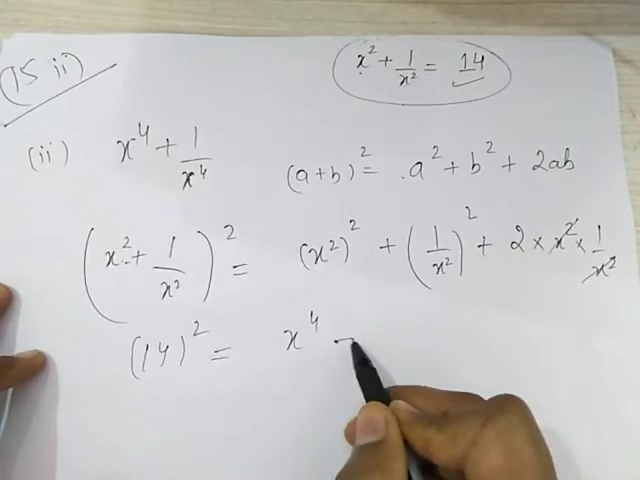 (15 ii)
x² + 1/x² = 14
(ii) x⁴ + 1/x⁴
(a+b)² = a² + b² + 2ab
(x² + 1/x²)² = (x²)² + (1/x²)² + 2 × x² × 1/x²
(14)² = x⁴ -